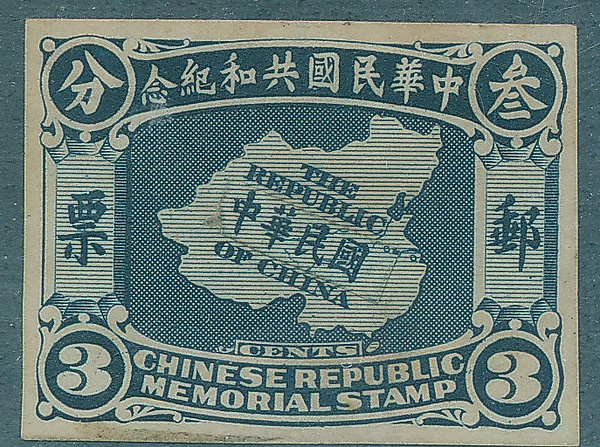 中華民國共和紀念
叁分
郵票
THE
REPUBLIC
中華民國
OF CHINA
CENTS
3 3
CHINESE REPUBLIC
MEMORIAL STAMP